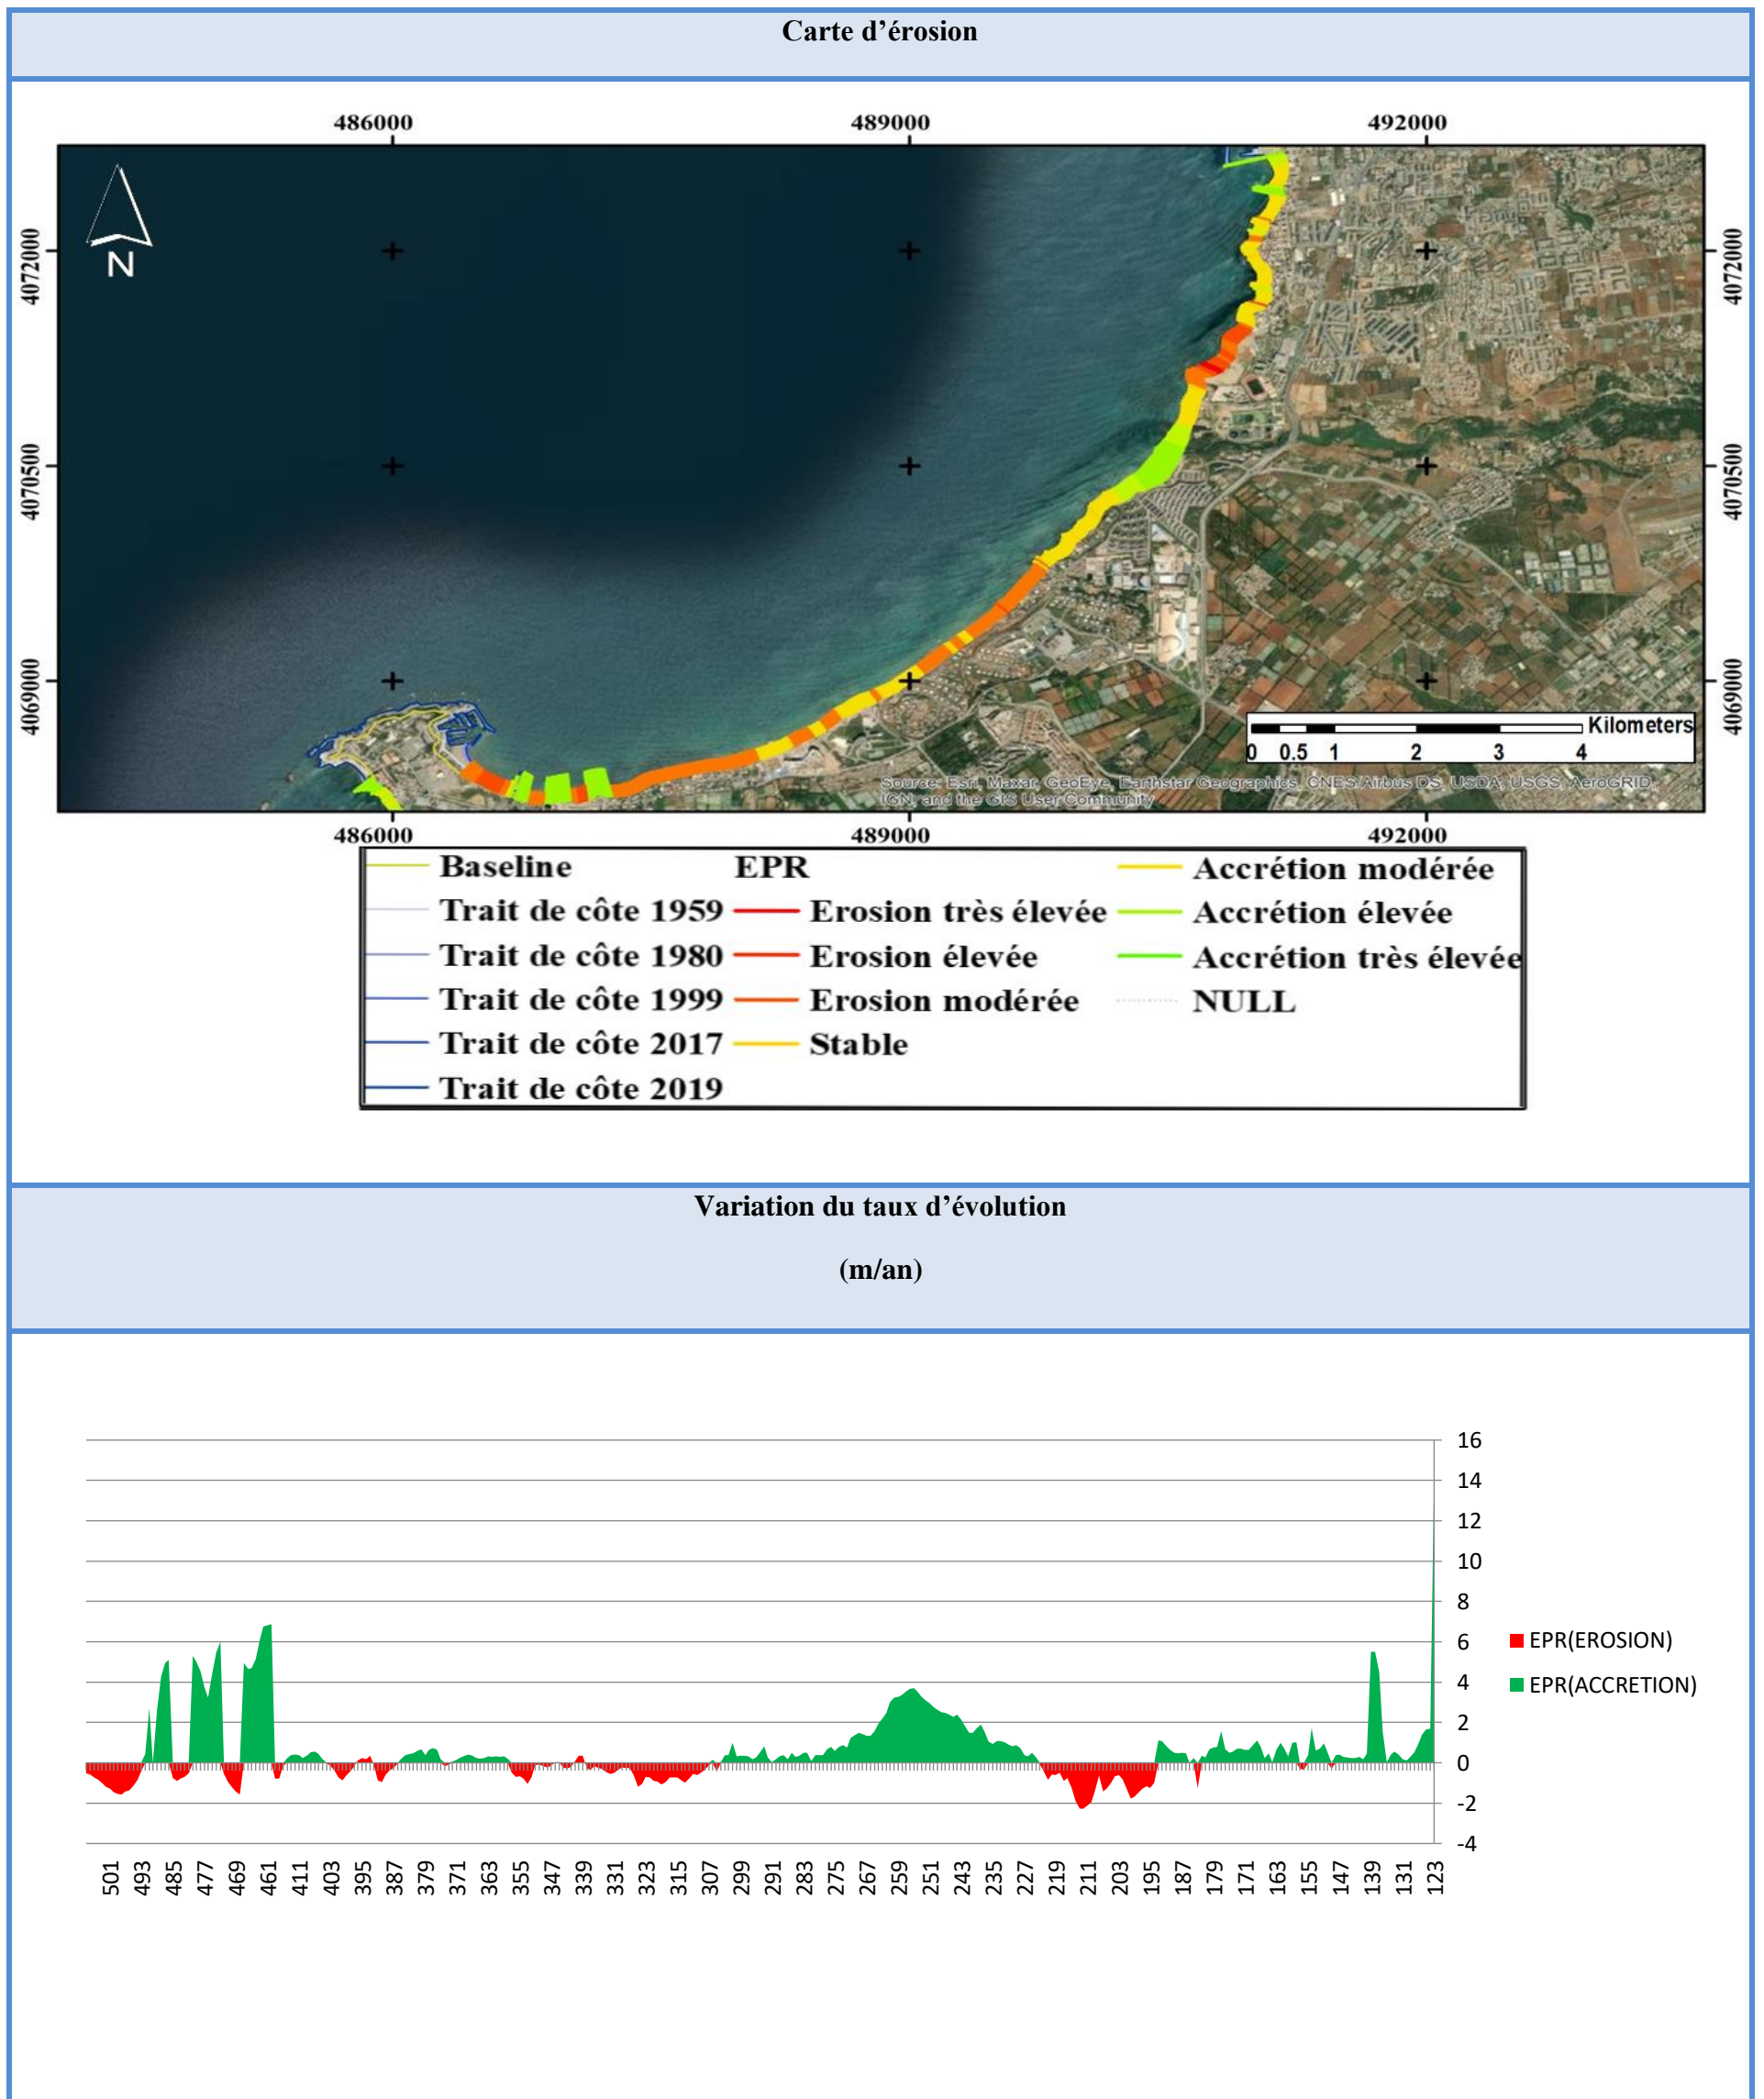 Carte d’érosion
486000 489000 492000
N
4072000 4072000
4070500 4070500
4069000 4069000
Kilometers
0 0.5 1 2 3 4
Source: Esri, Maxar, GeoEye, Earthstar Geographics, CNES/Airbus DS, USDA, USGS, AeroGRID,
IGN, and the GIS User Community
486000 489000 492000
Baseline EPR Accrétion modérée
Trait de côte 1959 Erosion très élevée Accrétion élevée
Trait de côte 1980 Erosion élevée Accrétion très élevée
Trait de côte 1999 Erosion modérée NULL
Trait de côte 2017 Stable
Trait de côte 2019
Variation du taux d’évolution
(m/an)
16
14
12
10
8
6
4
2
0
-2
-4
EPR(EROSION)
EPR(ACCRETION)
501 493 485 477 469 461 411 403 395 387 379 371 363 355 347 339 331 323 315 307 299 291 283 275 267 259 251 243 235 227 219 211 203 195 187 179 171 163 155 147 139 131 123